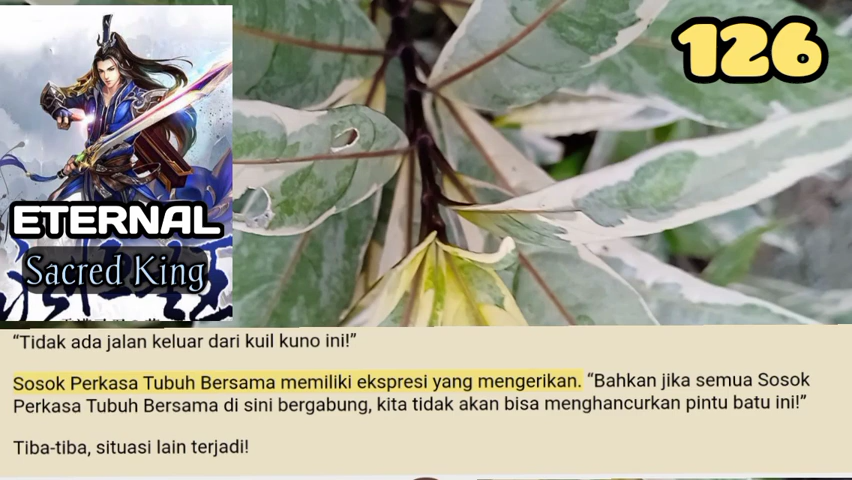 126
ETERNAL
Sacred King
“Tidak ada jalan keluar dari kuil kuno ini!”
Sosok Perkasa Tubuh Bersama memiliki ekspresi yang mengerikan. “Bahkan jika semua Sosok
Perkasa Tubuh Bersama di sini bergabung, kita tidak akan bisa menghancurkan pintu batu ini!”
Tiba-tiba, situasi lain terjadi!